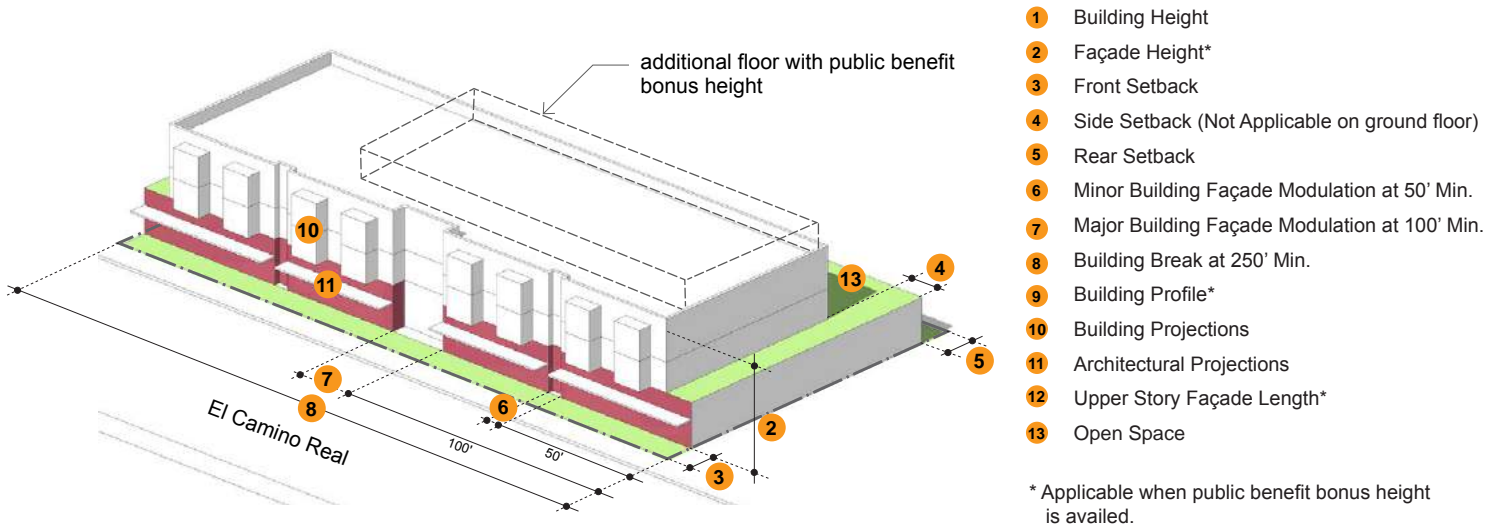 additional floor with public benefit
bonus height
10
11
13
4
5
7
8
6
2
3
El Camino Real
100'
50'
1 Building Height
2 Façade Height*
3 Front Setback
4 Side Setback (Not Applicable on ground floor)
5 Rear Setback
6 Minor Building Façade Modulation at 50’ Min.
7 Major Building Façade Modulation at 100’ Min.
8 Building Break at 250’ Min.
9 Building Profile*
10 Building Projections
11 Architectural Projections
12 Upper Story Façade Length*
13 Open Space
* Applicable when public benefit bonus height
is availed.